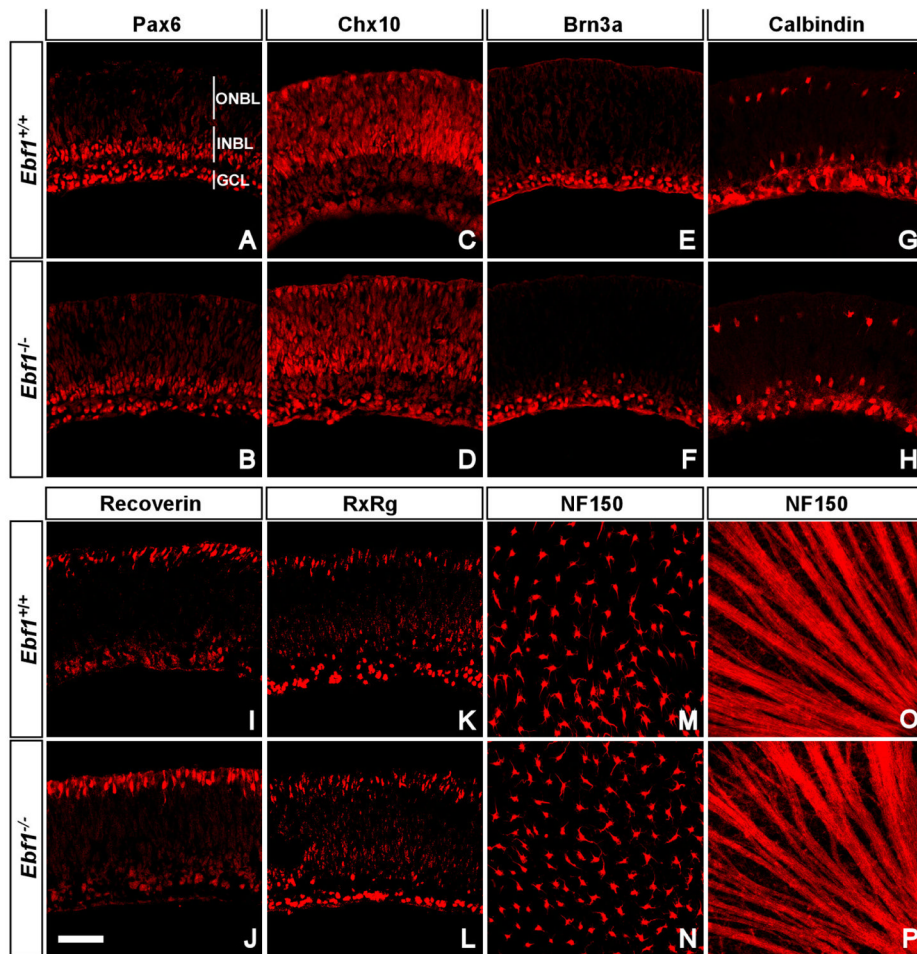 Pax6 Chx10 Brn3a Calbindin
Ebf1+/+
ONBL
INBL
GCL
A C E G
Ebf1-/-
B D F H
Recoverin RxRg NF150 NF150
Ebf1+/+
I K M O
Ebf1-/-
J L N P